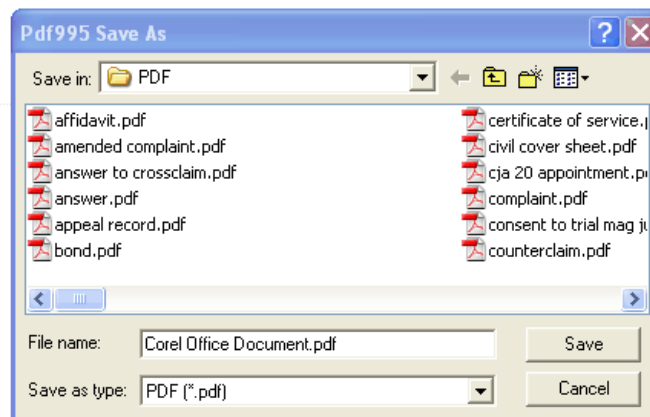 Pdf995 Save As
Save in: PDF
affidavit.pdf
amended complaint.pdf
answer to crossclaim.pdf
answer.pdf
appeal record.pdf
bond.pdf
certificate of service.p
civil cover sheet.pdf
cja 20 appointment.p
complaint.pdf
consent to trial mag ju
counterclaim.pdf
File name: Corel Office Document.pdf
Save
Save as type: PDF (*.pdf)
Cancel